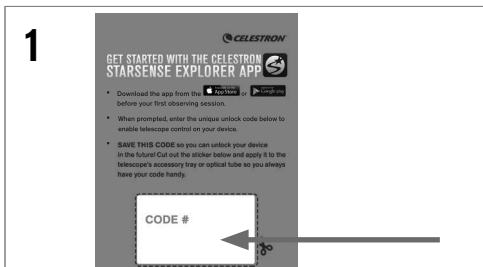 1
CELESTRON
GET STARTED WITH THE CELESTRON
STARSENSE EXPLORER APP
• Download the app from the App Store or Google play
before your first observing session.
• When prompted, enter the unique unlock code below to
enable telescope control on your device.
• SAVE THIS CODE so you can unlock your device
in the future! Cut out the sticker below and apply it to the
telescope's accessory tray or optical tube so you always
have your code handy.
CODE #